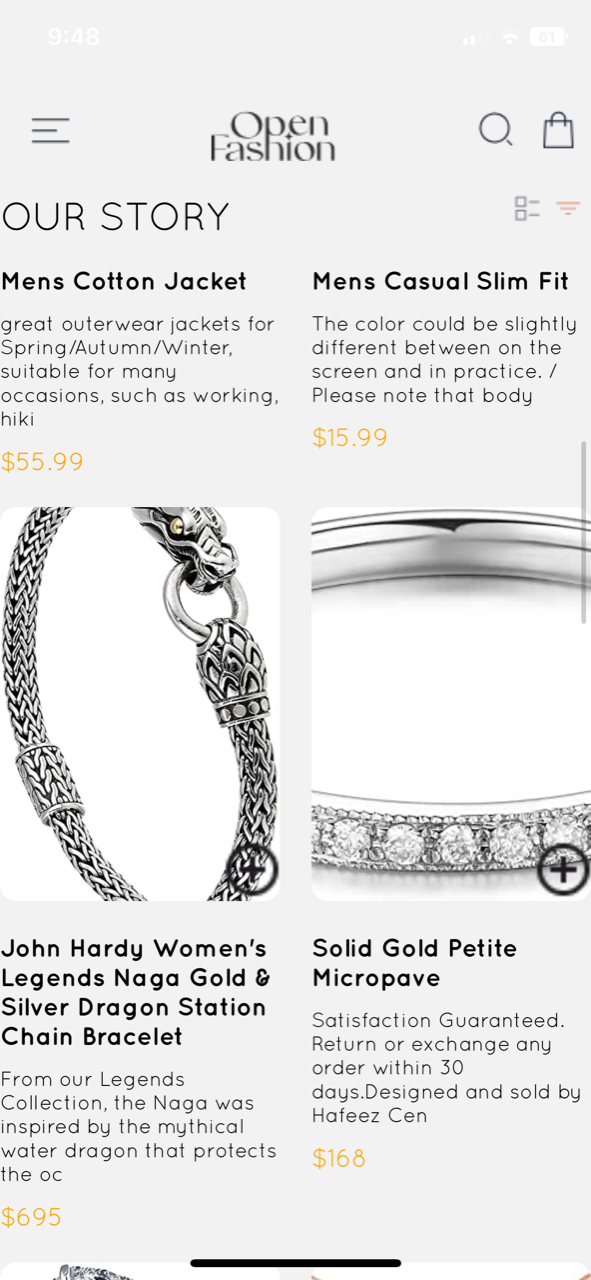 9:48
61
Open
Fashion
OUR STORY
Mens Cotton Jacket
great outerwear jackets for
Spring/Autumn/Winter,
suitable for many
occasions, such as working,
hiki
$55.99
Mens Casual Slim Fit
The color could be slightly
different between on the
screen and in practice. /
Please note that body
$15.99
John Hardy Women's
Legends Naga Gold &
Silver Dragon Station
Chain Bracelet
From our Legends
Collection, the Naga was
inspired by the mythical
water dragon that protects
the oc
$695
Solid Gold Petite
Micropave
Satisfaction Guaranteed.
Return or exchange any
order within 30
days.Designed and sold by
Hafeez Cen
$168